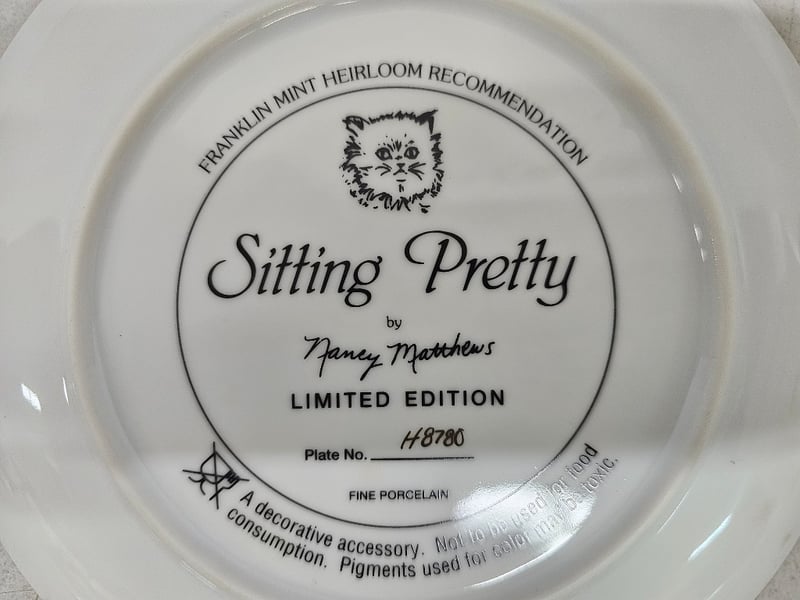 FRANKLIN MINT HEIRLOOM RECOMMENDATION
Sitting Pretty
by
Nancy Matthews
LIMITED EDITION
Plate No. H8780
FINE PORCELAIN
A decorative accessory. Not to be used for food
consumption. Pigments used for color may be toxic.